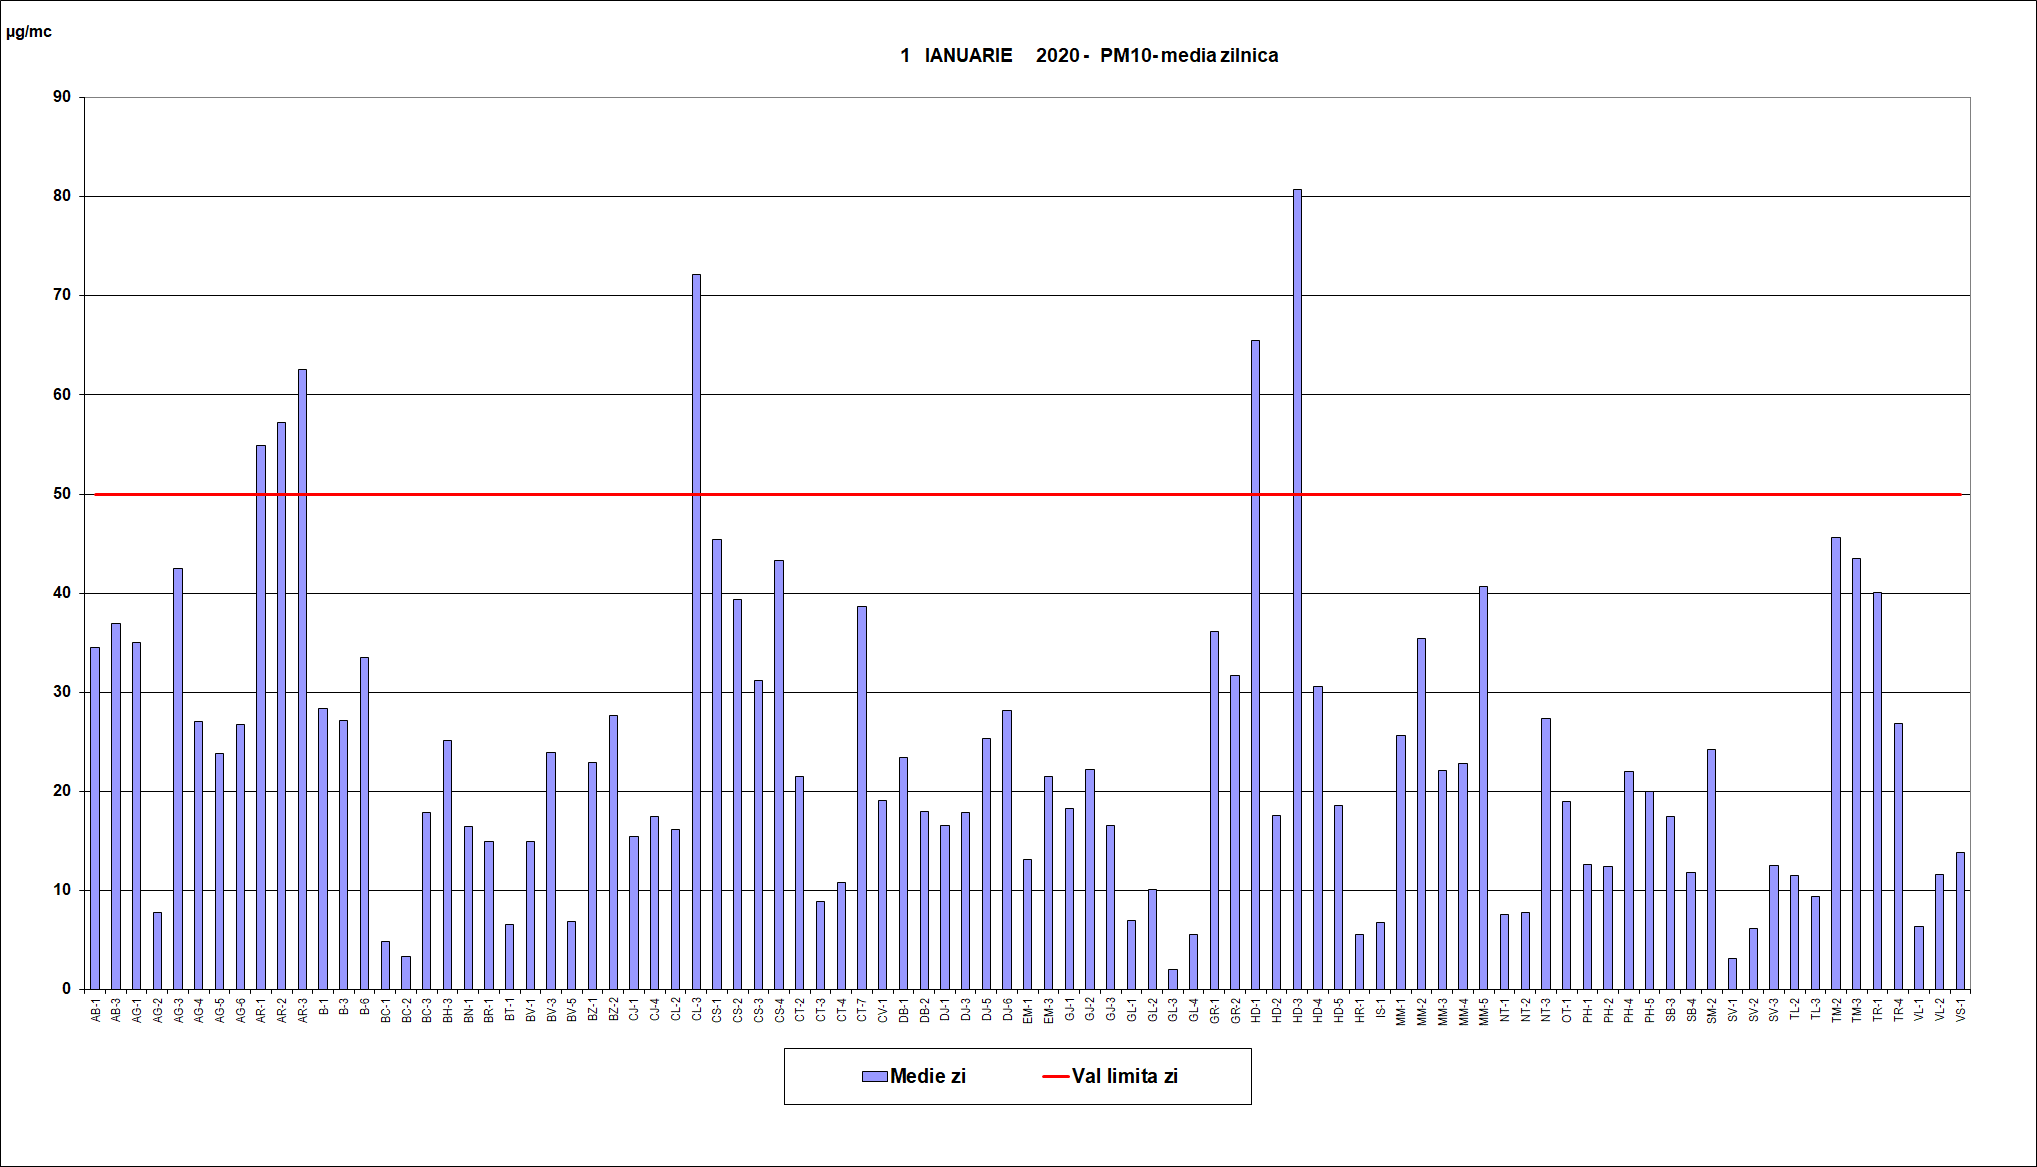 µg/mc
1 IANUARIE 2020 - PM10- media zilnica
90
80
70
60
50
40
30
20
10
0
AB-1 AB-3 AG-1 AG-2 AG-3 AG-4 AG-5 AG-6 AR-1 AR-2 AR-3 B-1 B-3 B-6 BC-1 BC-2 BC-3 BH-3 BN-1 BR-1 BT-1 BV-1 BV-3 BV-5 BZ-1 BZ-2 CJ-1 CJ-4 CL-2 CL-3 CS-1 CS-2 CS-3 CS-4 CT-2 CT-3 CT-4 CT-7 CV-1 DB-1 DB-2 DJ-1 DJ-3 DJ-5 DJ-6 EM-1 EM-3 GJ-1 GJ-2 GJ-3 GL-1 GL-2 GL-3 GL-4 GR-1 GR-2 HD-1 HD-2 HD-3 HD-4 HD-5 HR-1 IS-1 MM-1 MM-2 MM-3 MM-4 MM-5 NT-1 NT-2 NT-3 OT-1 PH-1 PH-2 PH-4 PH-5 SB-3 SB-4 SM-2 SV-1 SV-2 SV-3 TL-2 TL-3 TM-2 TM-3 TR-1 TR-4 VL-1 VL-2 VS-1
Medie zi Val limita zi